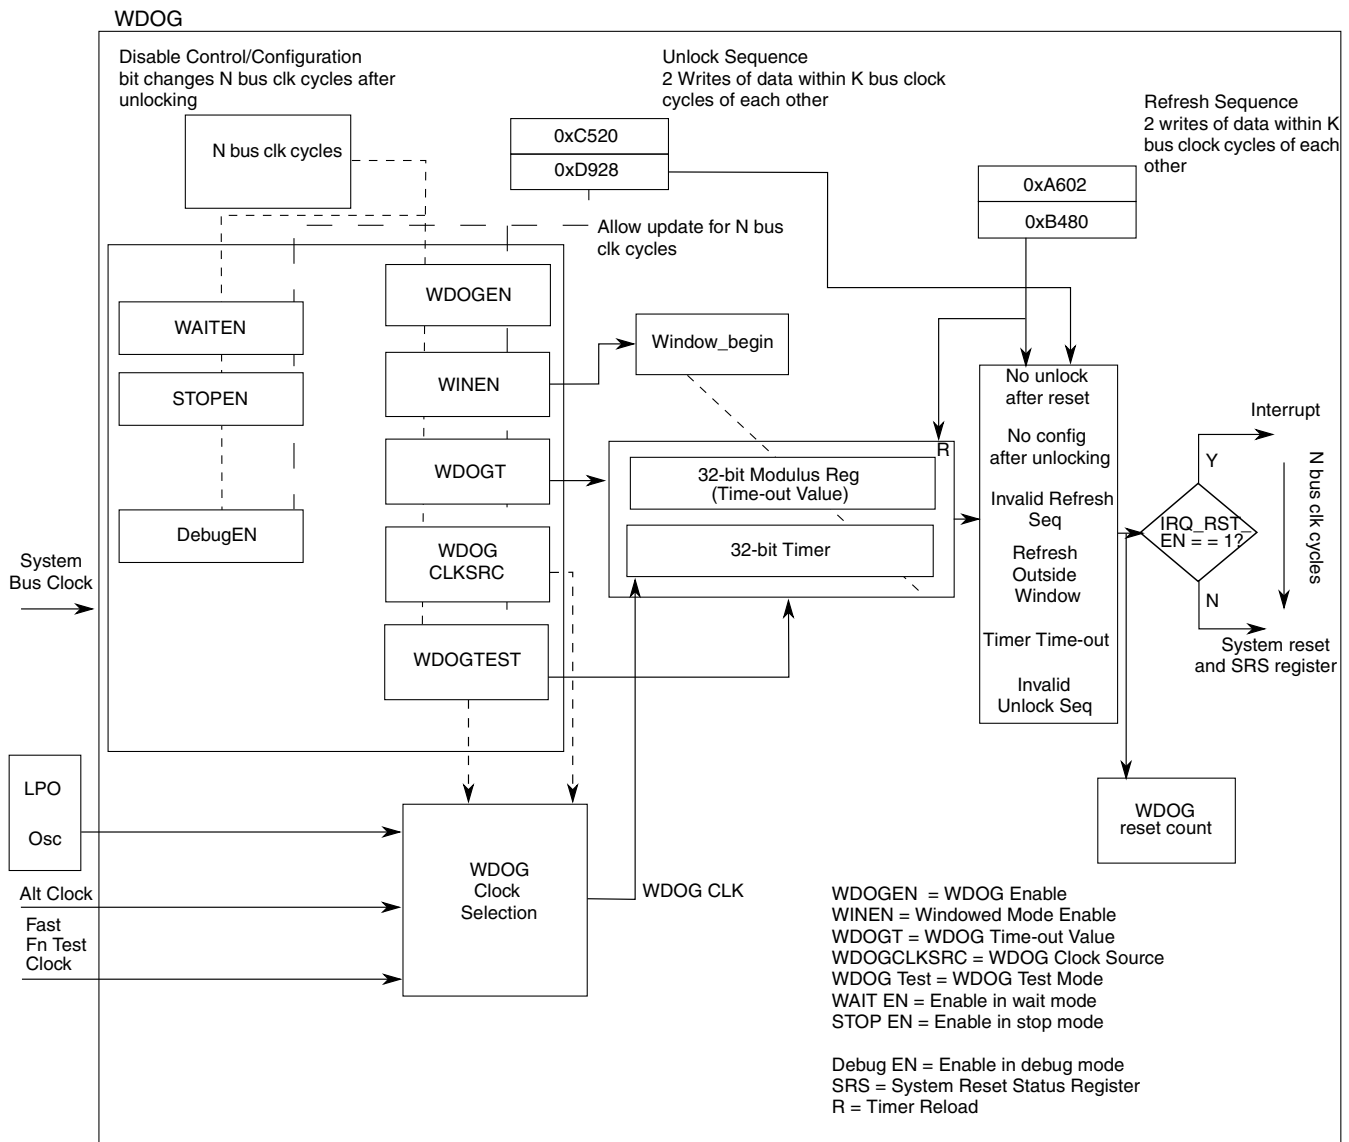 WDOG
Disable Control/Configuration
bit changes N bus clk cycles after
unlocking
N bus clk cycles
Unlock Sequence
2 Writes of data within K bus clock
cycles of each other
0xC520
0xD928
Allow update for N bus
clk cycles
Refresh Sequence
2 writes of data within K
bus clock cycles of each
other
0xA602
0xB480
WAITEN
STOPEN
DebugEN
WDOGEN
WINEN
WDOGT
WDOG
CLKSRC
WDOGTEST
Window_begin
R
32-bit Modulus Reg
(Time-out Value)
32-bit Timer
No unlock
after reset
No config
after unlocking
Invalid Refresh
Seq
Refresh
Outside
Window
Timer Time-out
Invalid
Unlock Seq
Interrupt
Y
IRQ_RST_
EN = = 1?
N
N bus clk cycles
System reset
and SRS register
WDOG
reset count
System
Bus Clock
LPO
Osc
Alt Clock
Fast
Fn Test
Clock
WDOG
Clock
Selection
WDOG CLK
WDOGEN = WDOG Enable
WINEN = Windowed Mode Enable
WDOGT = WDOG Time-out Value
WDOGCLKSRC = WDOG Clock Source
WDOG Test = WDOG Test Mode
WAIT EN = Enable in wait mode
STOP EN = Enable in stop mode
Debug EN = Enable in debug mode
SRS = System Reset Status Register
R = Timer Reload